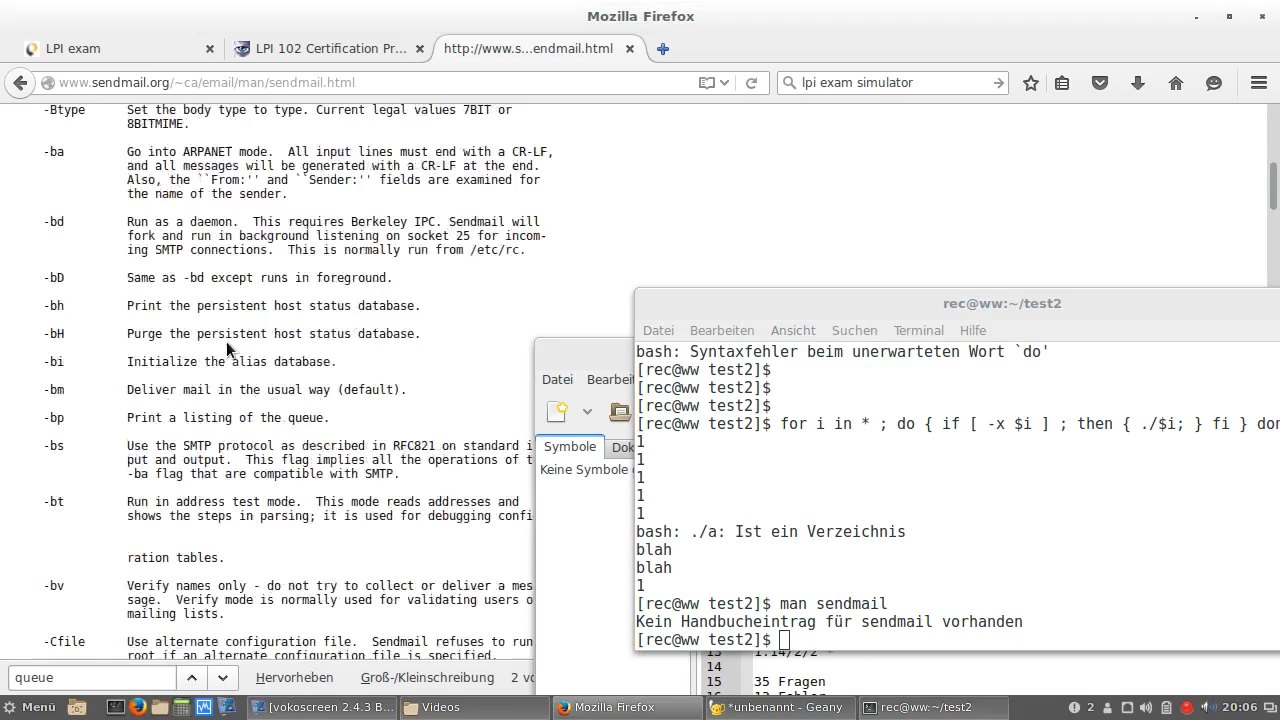 Mozilla Firefox
LPI exam
LPI 102 Certification Pr...
http://www.s...endmail.html
www.sendmail.org/~ca/email/man/sendmail.html
lpi exam simulator
-Btype Set the body type to type. Current legal values 7BIT or
8BITMIME.
-ba Go into ARPANET mode. All input lines must end with a CR-LF,
and all messages will be generated with a CR-LF at the end.
Also, the ``From:'' and ``Sender:'' fields are examined for
the name of the sender.
-bd Run as a daemon. This requires Berkeley IPC. Sendmail will
fork and run in background listening on socket 25 for incom-
ing SMTP connections. This is normally run from /etc/rc.
-bD Same as -bd except runs in foreground.
-bh Print the persistent host status database.
-bH Purge the persistent host status database.
-bi Initialize the alias database.
-bm Deliver mail in the usual way (default).
-bp Print a listing of the queue.
-bs Use the SMTP protocol as described in RFC821 on standard i
put and output. This flag implies all the operations of t
-ba flag that are compatible with SMTP.
-bt Run in address test mode. This mode reads addresses and
shows the steps in parsing; it is used for debugging confi
ration tables.
-bv Verify names only - do not try to collect or deliver a mes
sage. Verify mode is normally used for validating users o
mailing lists.
-Cfile Use alternate configuration file. Sendmail refuses to run
root if an alternate configuration file is specified.
Datei Bearbei
Symbole Dok
Keine Symbole
rec@ww:~/test2
Datei Bearbeiten Ansicht Suchen Terminal Hilfe
bash: Syntaxfehler beim unerwarteten Wort `do'
[rec@ww test2]$
[rec@ww test2]$
[rec@ww test2]$
[rec@ww test2]$ for i in * ; do { if [ -x $i ] ; then { ./$i; } fi } don
1
1
1
1
1
bash: ./a: Ist ein Verzeichnis
blah
blah
1
[rec@ww test2]$ man sendmail
Kein Handbucheintrag für sendmail vorhanden
[rec@ww test2]$
14
15 35 Fragen
queue
Hervorheben
Groß-/Kleinschreibung
2 vo
Menü
[vokoscreen 2.4.3 B...
Videos
Mozilla Firefox
*unbenannt - Geany
rec@ww:~/test2
2
20:06